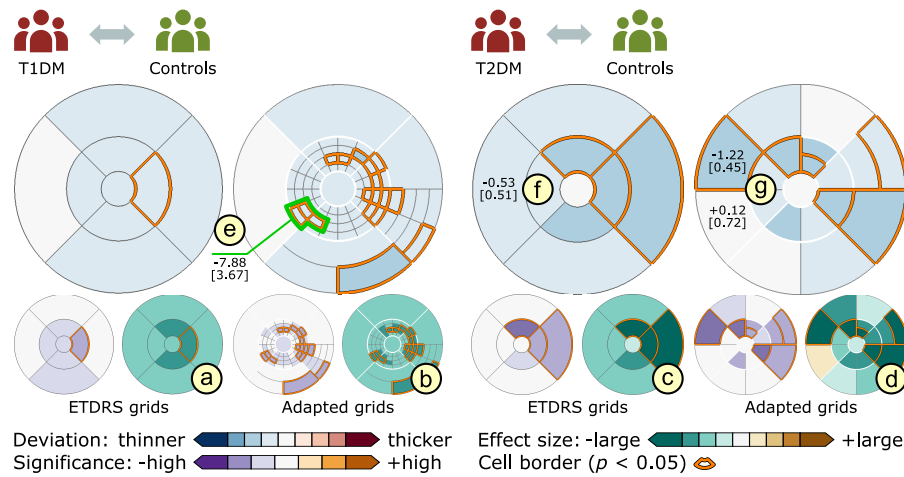 T1DM
Controls
T2DM
Controls
e
-7.88
[3.67]
-0.53
[0.51]
f
-1.22
[0.45]
g
+0.12
[0.72]
a
b
c
d
ETDRS grids
Adapted grids
ETDRS grids
Adapted grids
Deviation: thinner
thicker
Significance: -high
+high
Effect size: -large
+large
Cell border (p < 0.05)